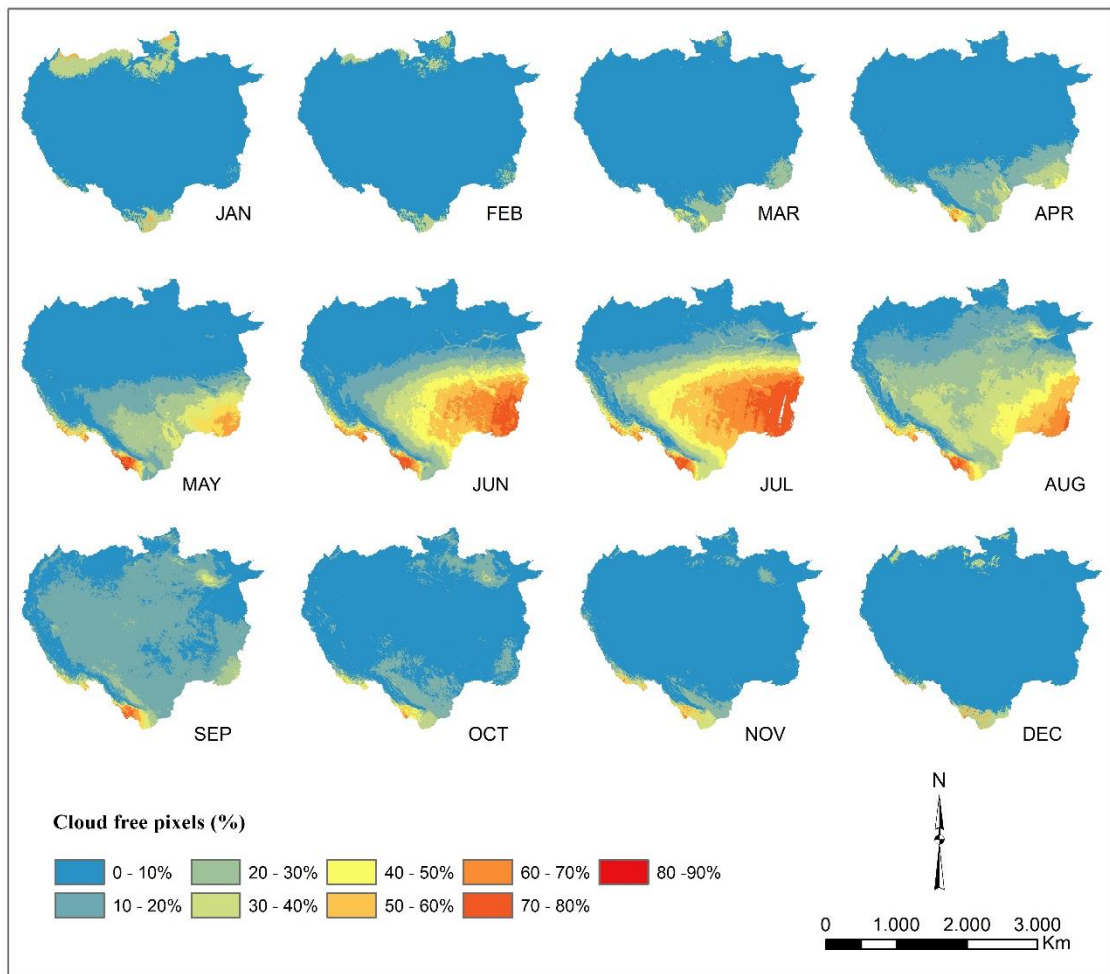 JAN FEB MAR APR
MAY JUN JUL AUG
SEP OCT NOV DEC
N
Cloud free pixels (%)
0 - 10% 20 - 30% 40 - 50% 60 - 70% 80 -90%
10 - 20% 30 - 40% 50 - 60% 70 - 80%
0 1.000 2.000 3.000
Km